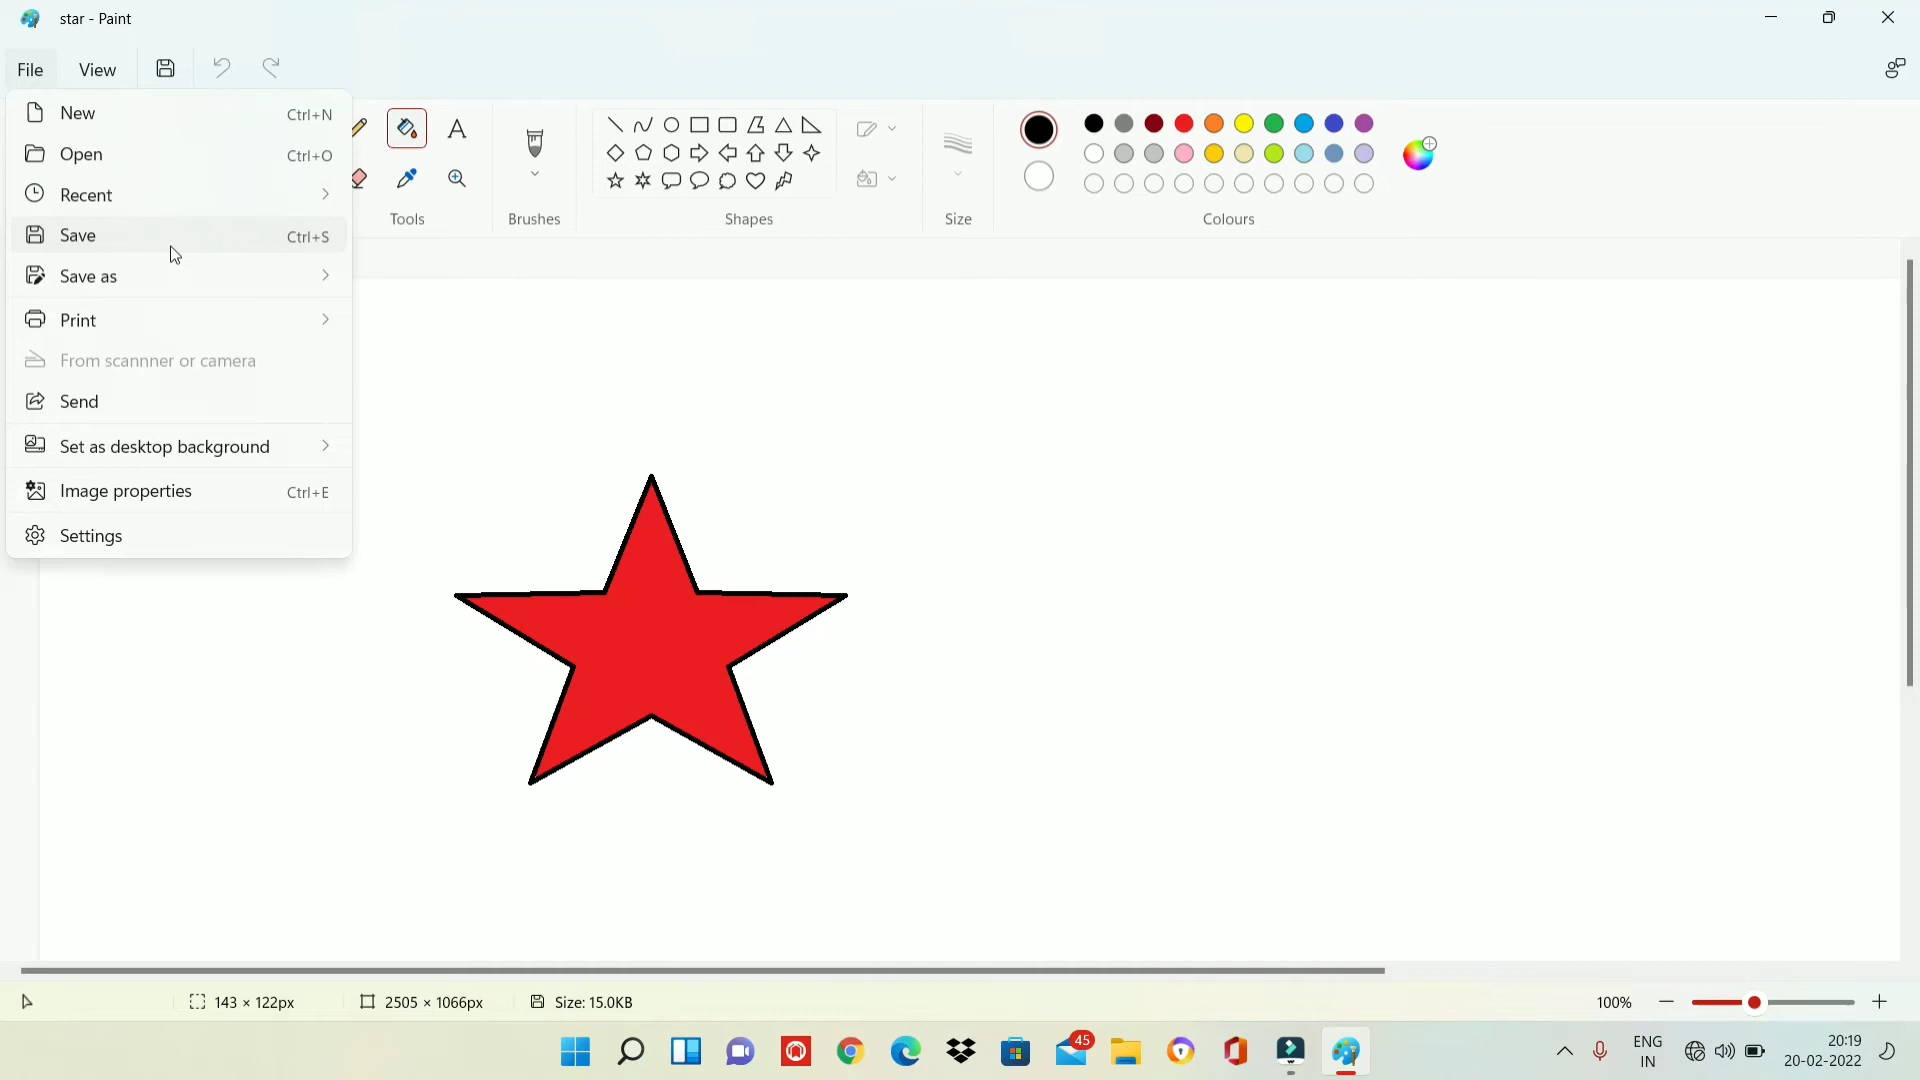 star - Paint
File View
New Ctrl+N
Open Ctrl+O
Recent
Save Ctrl+S
Save as
Print
From scannner or camera
Send
Set as desktop background
Image properties Ctrl+E
Settings
Tools Brushes Shapes Size Colours
143 × 122px 2505 × 1066px Size: 15.0KB 100%
45
ENG
IN
20:19
20-02-2022